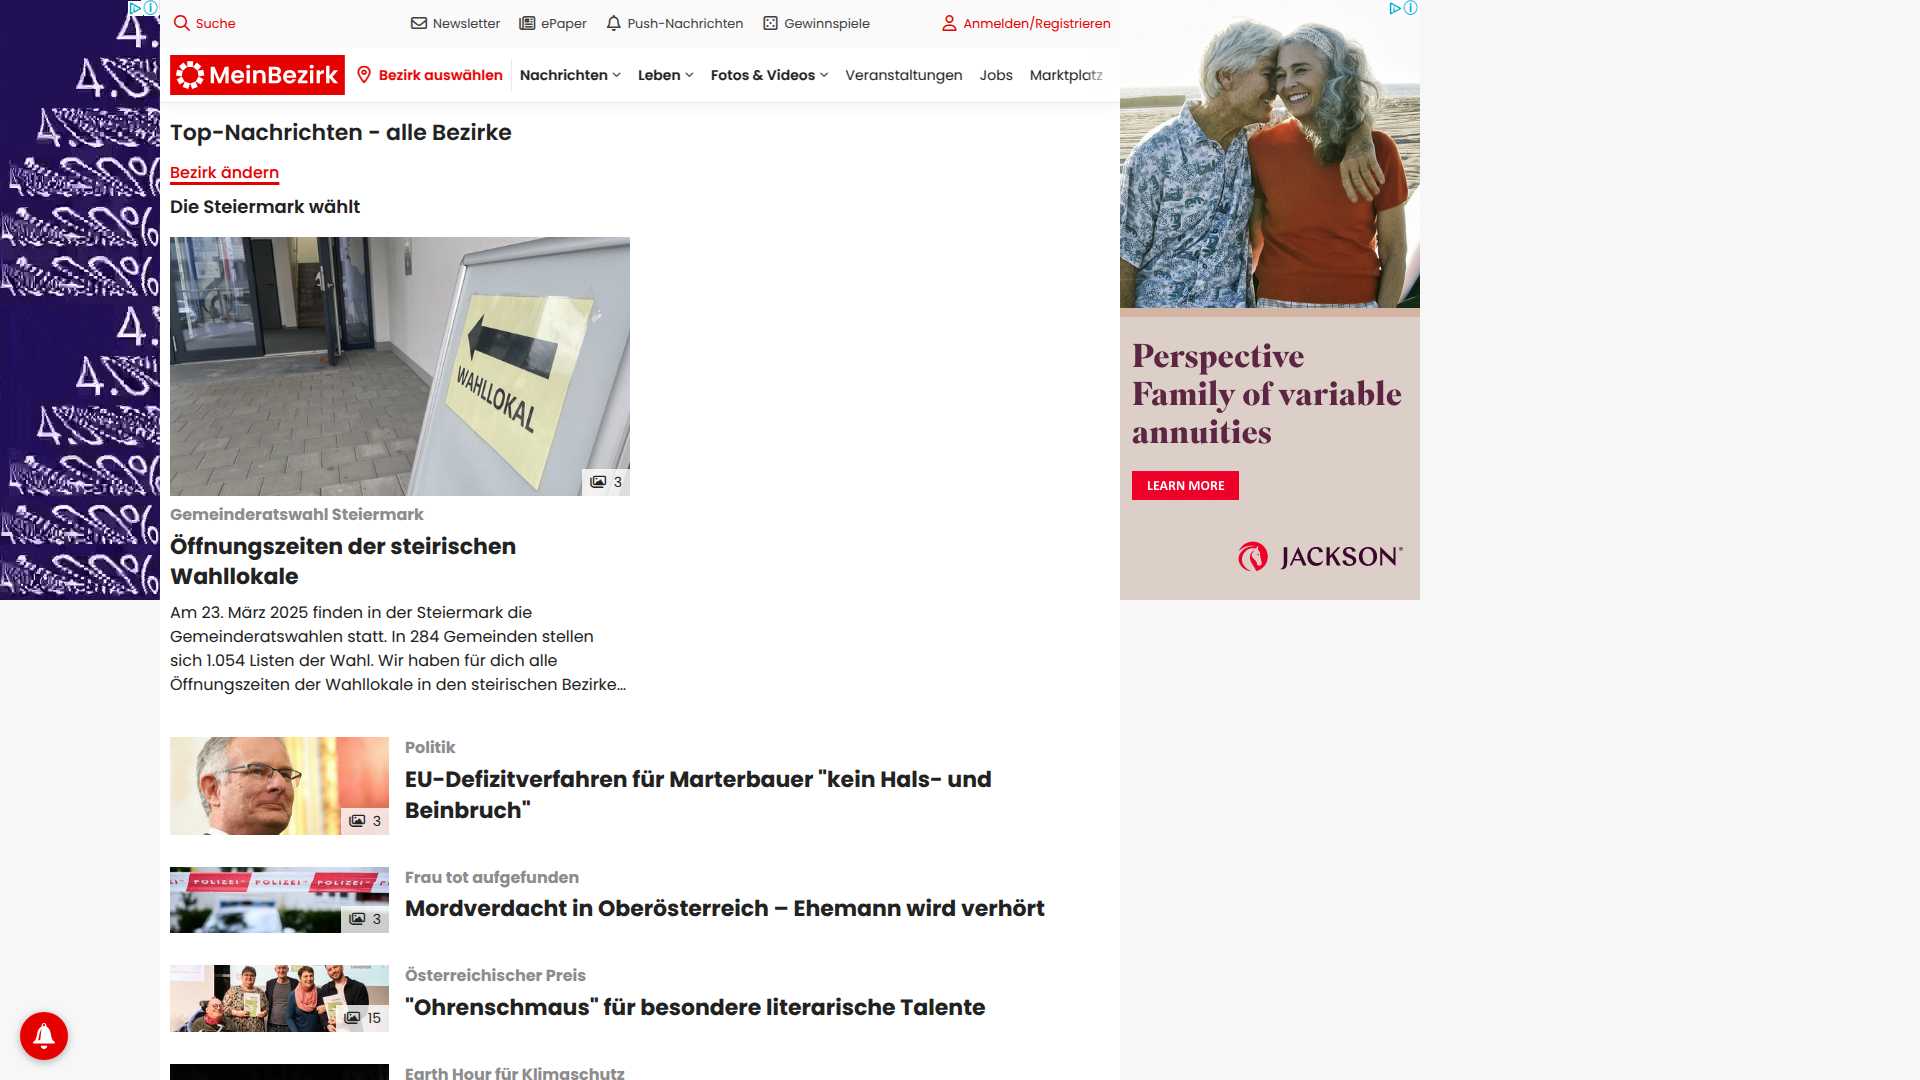 Suche
Newsletter
ePaper
Push-Nachrichten
Gewinnspiele
Anmelden/Registrieren
MeinBezirk
Bezirk auswählen
Nachrichten
Leben
Fotos & Videos
Veranstaltungen
Jobs
Marktplatz
Top-Nachrichten - alle Bezirke
Bezirk ändern
Die Steiermark wählt
WAHLLOKAL
3
Gemeinderatswahl Steiermark
Öffnungszeiten der steirischen
Wahllokale
Am 23. März 2025 finden in der Steiermark die
Gemeinderatswahlen statt. In 284 Gemeinden stellen
sich 1.054 Listen der Wahl. Wir haben für dich alle
Öffnungszeiten der Wahllokale in den steirischen Bezirke...
3
Politik
EU-Defizitverfahren für Marterbauer "kein Hals- und
Beinbruch"
POLIZEI POLIZEI POLIZEI
3
Frau tot aufgefunden
Mordverdacht in Oberösterreich – Ehemann wird verhört
15
Österreichischer Preis
"Ohrenschmaus" für besondere literarische Talente
Earth Hour für Klimaschutz
Perspective
Family of variable
annuities
LEARN MORE
JACKSON®